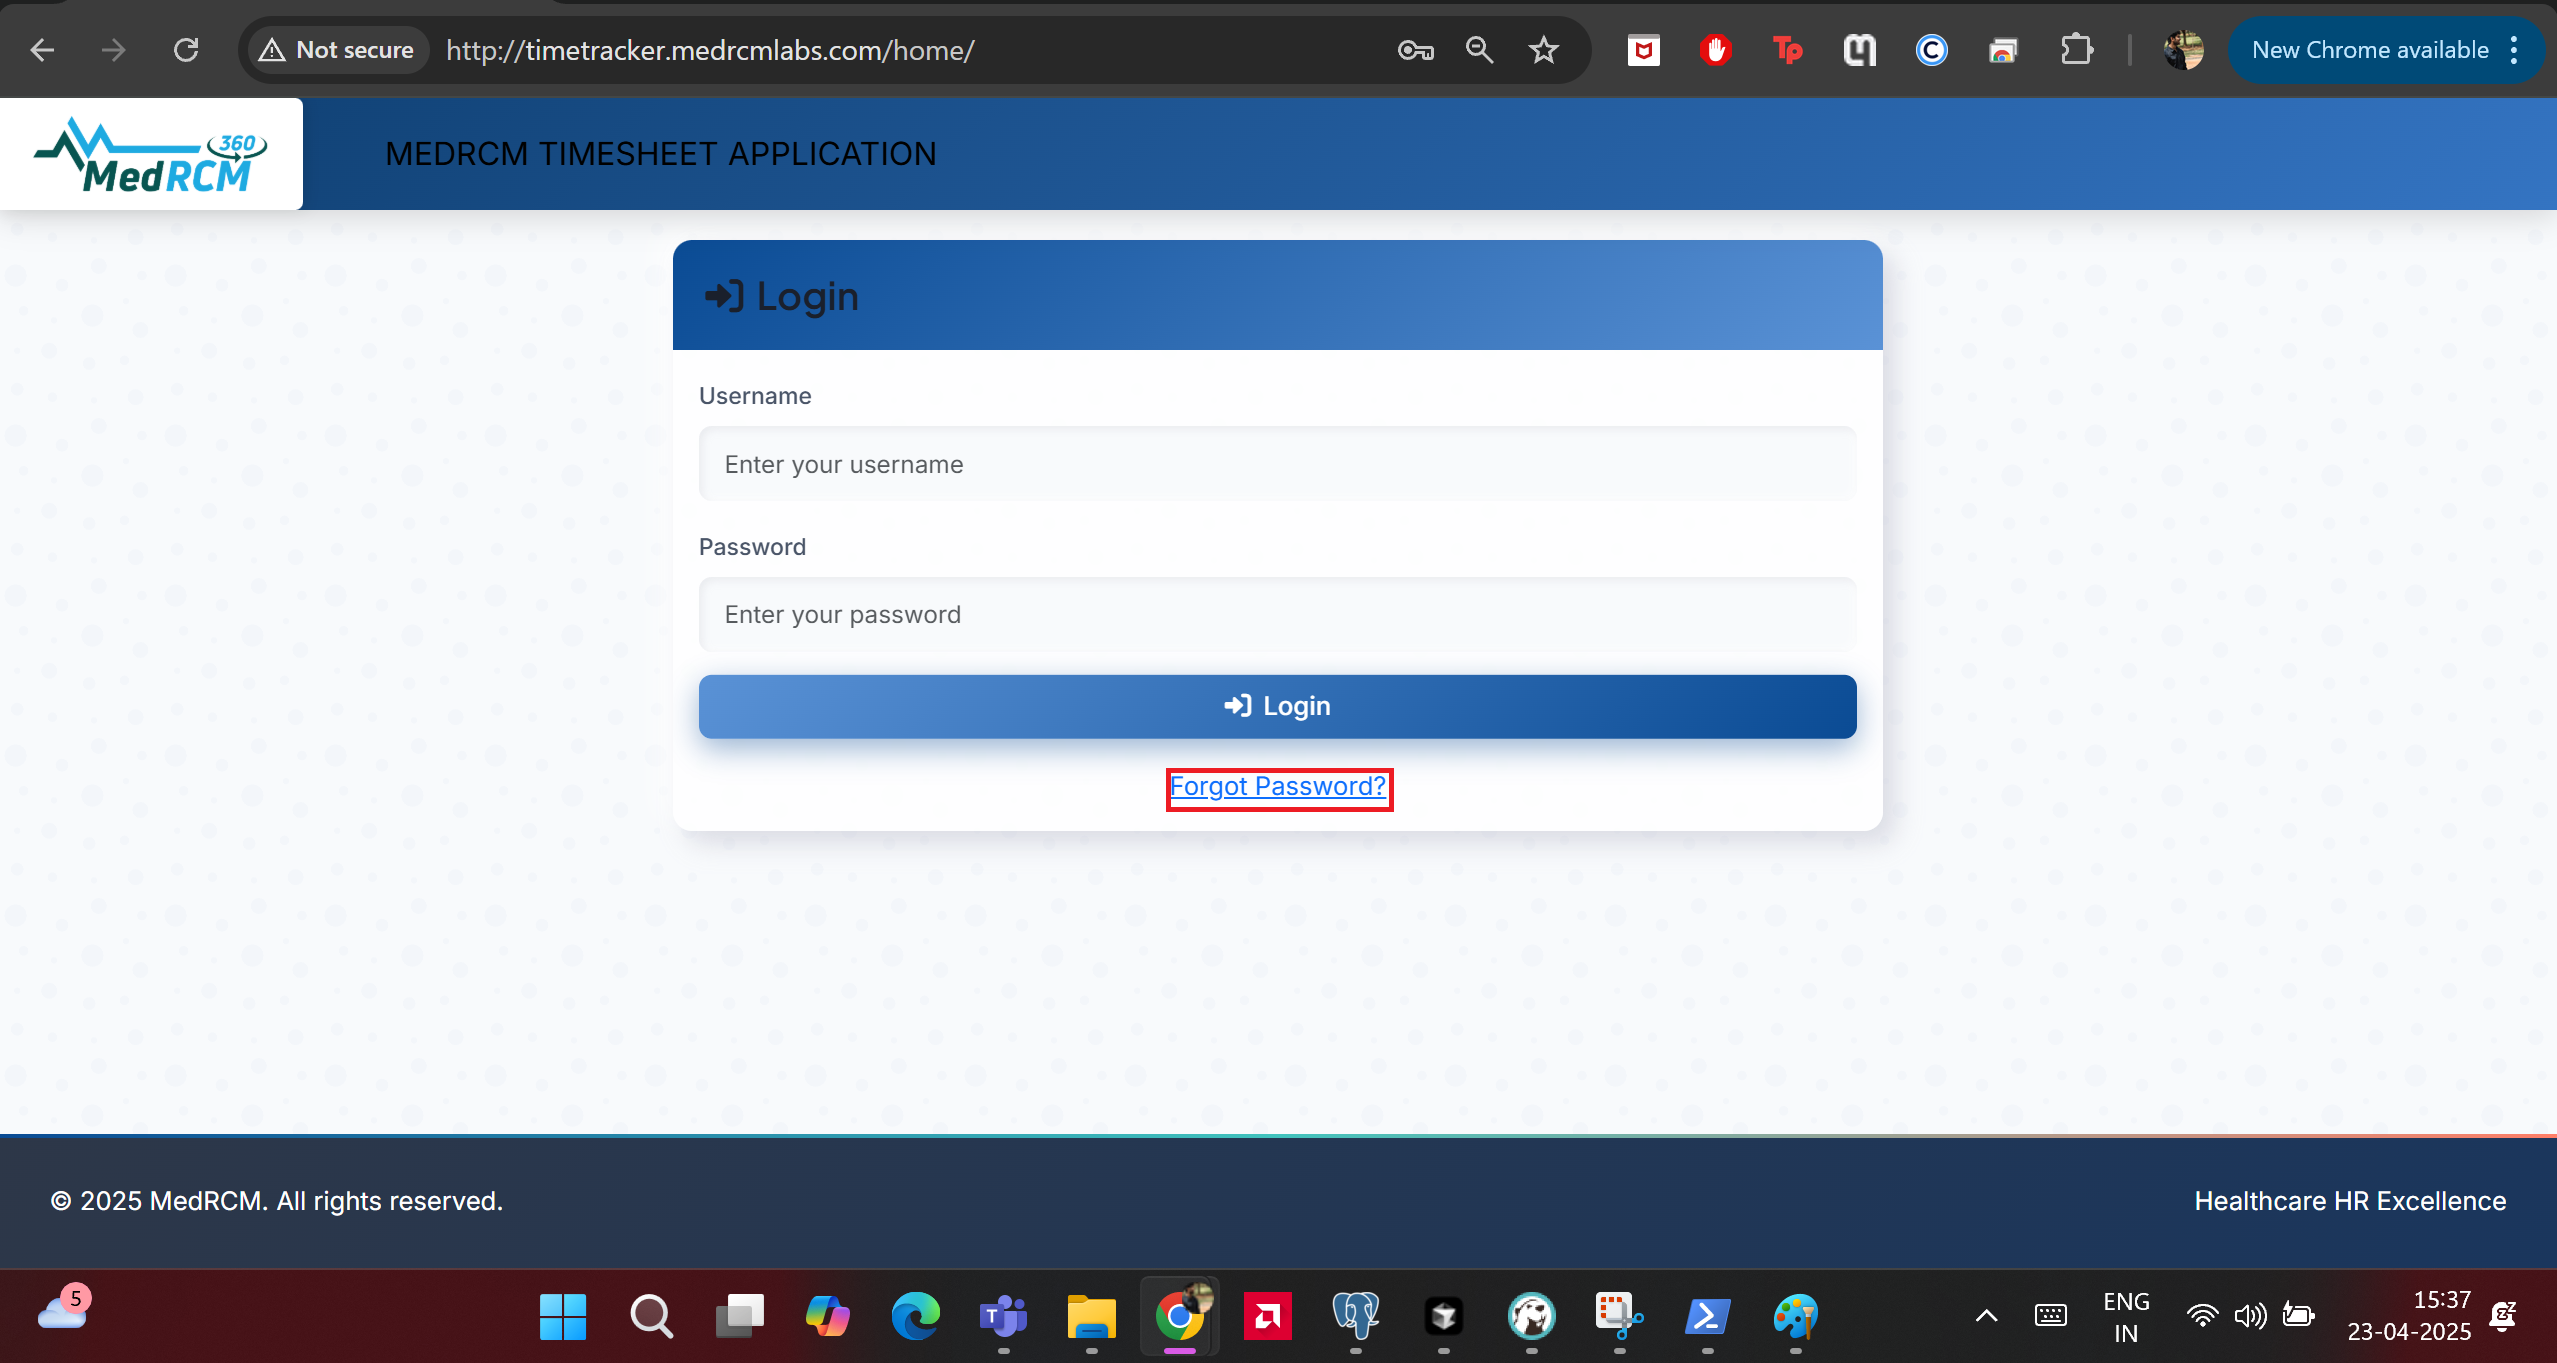 Not secure
http://timetracker.medrcmlabs.com/home/
New Chrome available
360
MedRCM
MEDRCM TIMESHEET APPLICATION
Login
Username
Enter your username
Password
Enter your password
Login
Forgot Password?
© 2025 MedRCM. All rights reserved.
Healthcare HR Excellence
5
ENG
IN
15:37
23-04-2025